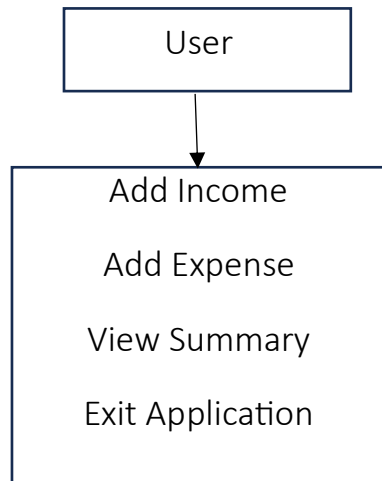 User
Add Income
Add Expense
View Summary
Exit Application